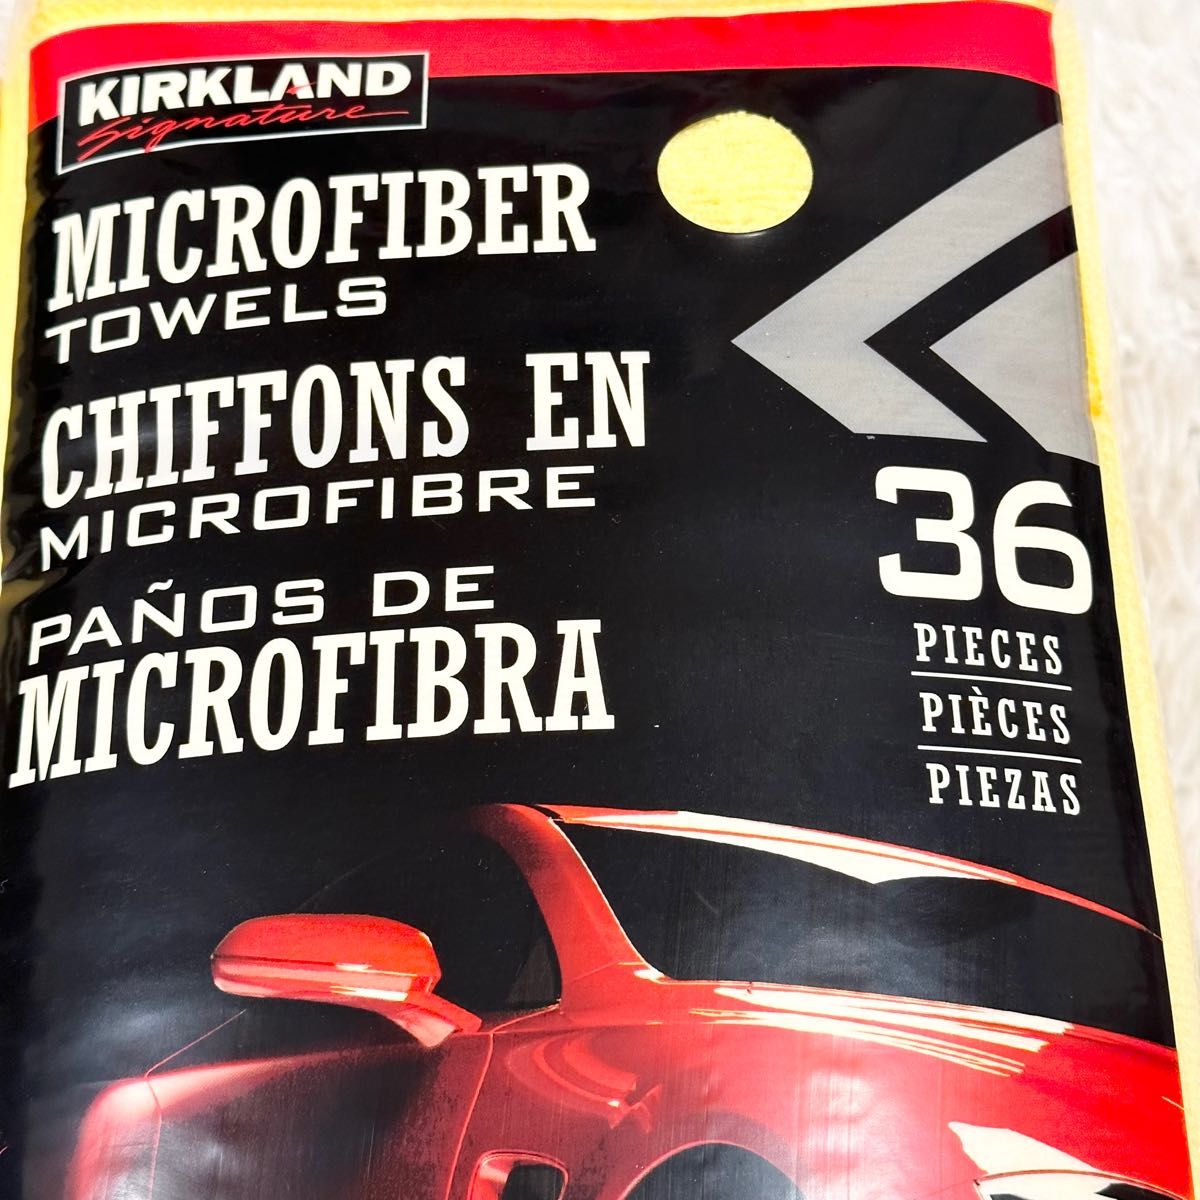 KIRKLAND
Signature
MICROFIBER
TOWELS
CHIFFONS EN
MICROFIBRE
PAÑOS DE
MICROFIBRA
36
PIECES
PIÈCES
PIEZAS